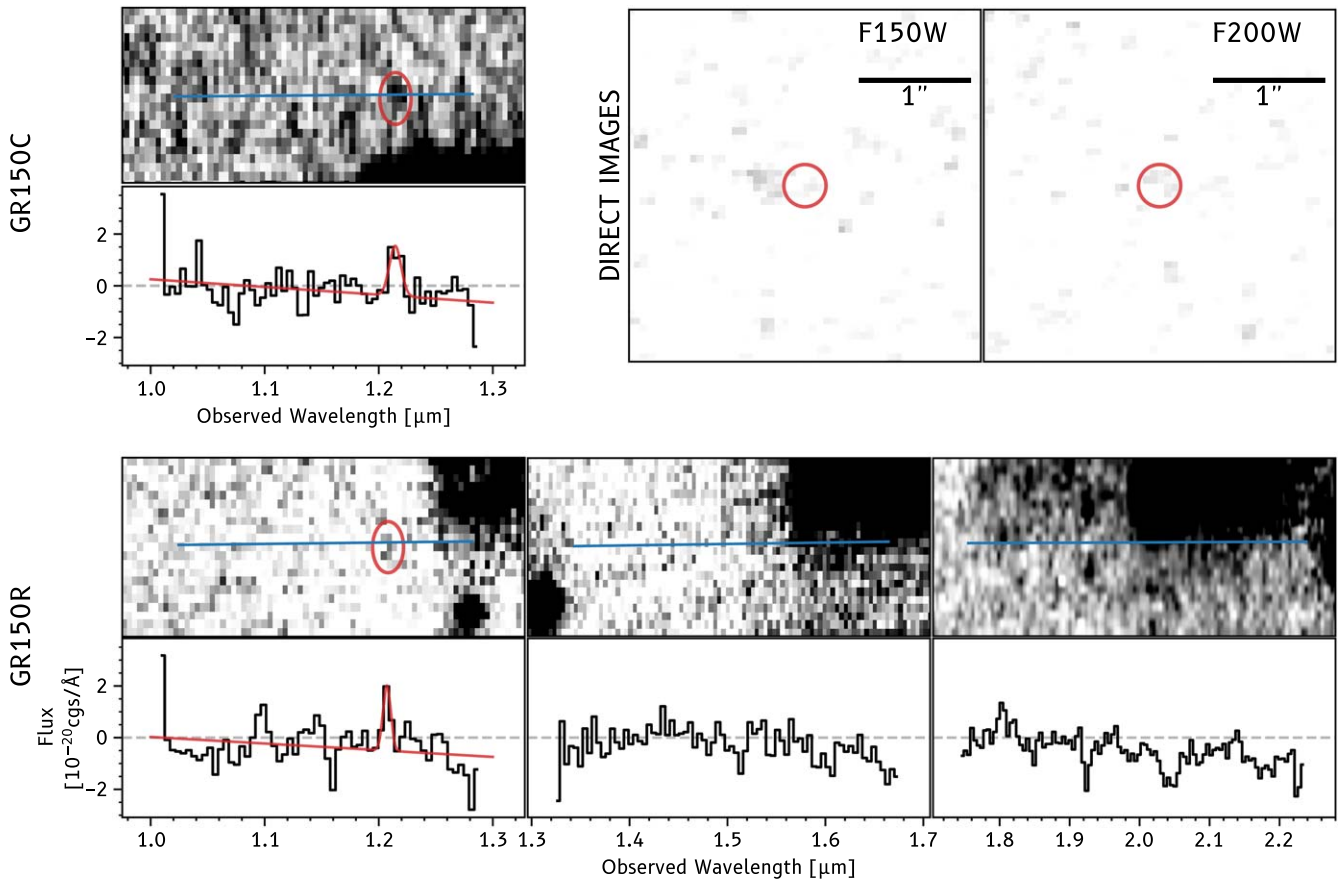 GR150C
2
0
−2
1.0 1.1 1.2 1.3
Observed Wavelength [μm]
DIRECT IMAGES
F150W
1″
F200W
1″
GR150R
Flux
[10⁻²⁰cgs/Å]
2
0
−2
1.0 1.1 1.2 1.3 1.3 1.4 1.5 1.6 1.7 1.8 1.9 2.0 2.1 2.2
Observed Wavelength [μm]